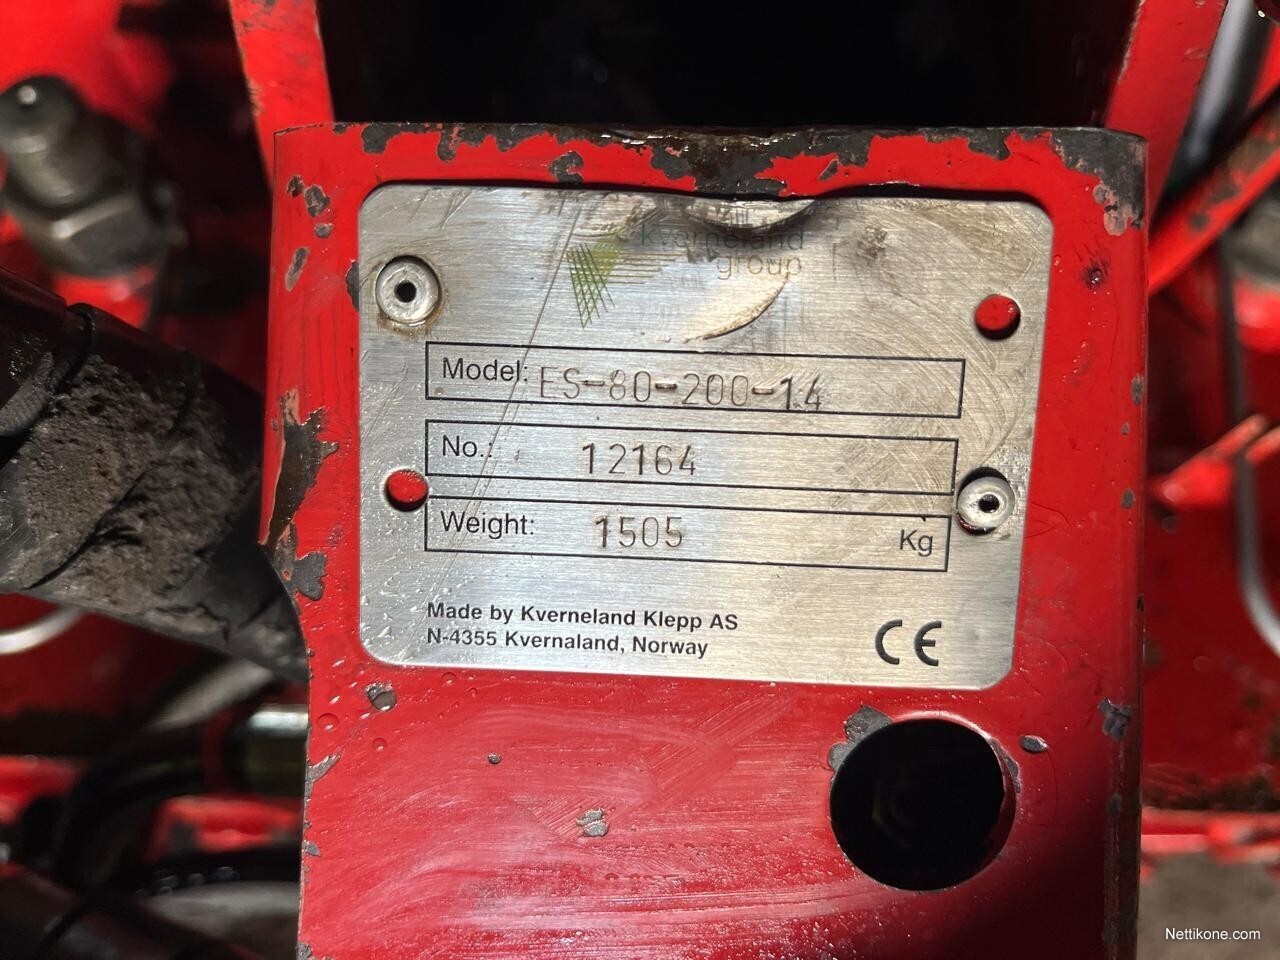 Kverneland
group
Model: ES-80-200-14
No.: 12164
Weight: 1505 Kg
Made by Kverneland Klepp AS
N-4355 Kvernaland, Norway
CE
Nettikone.com